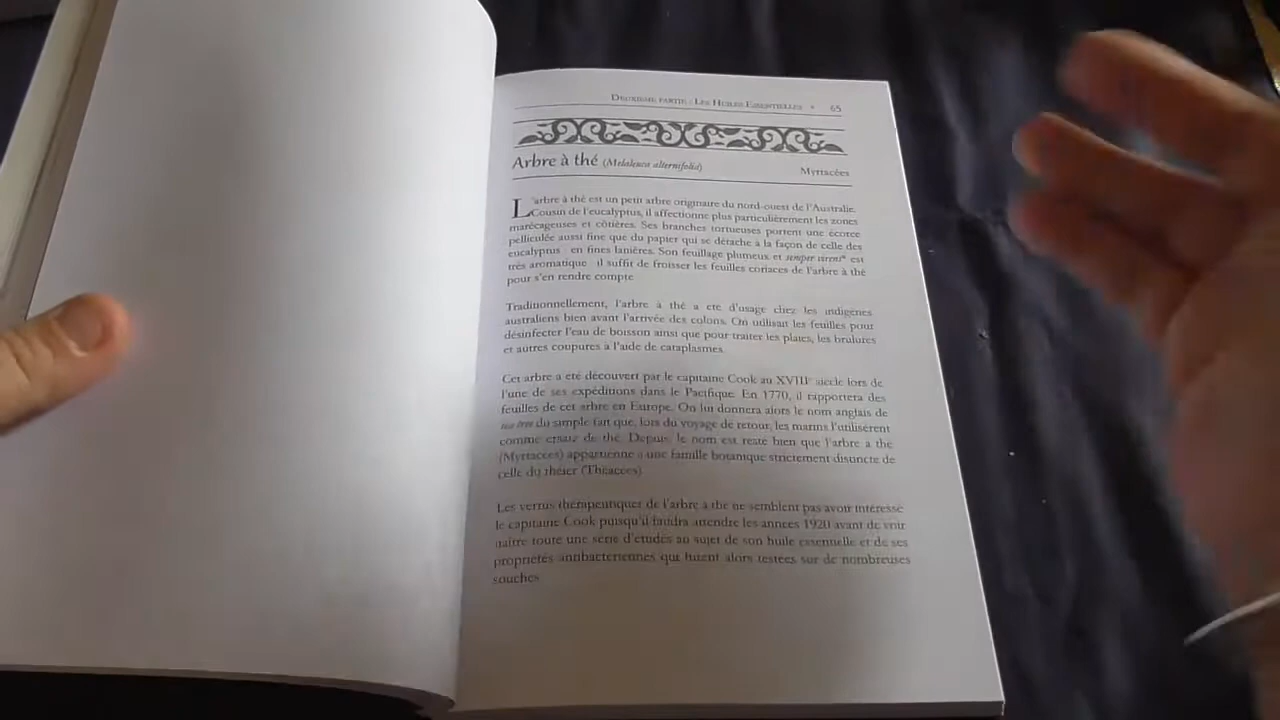 Deuxième partie : Les Huiles Essentielles • 65
Arbre à thé (Melaleuca alternifolia)
Myrtacées
L'arbre à thé est un petit arbre originaire du nord-ouest de l'Australie.
Cousin de l'eucalyptus, il affectionne plus particulièrement les zones
marécageuses et côtières. Ses branches tortueuses portent une écorce
pelliculée aussi fine que du papier qui se détache à la façon de celle des
eucalyptus : en fines lanières. Son feuillage plumeux et semper virens* est
très aromatique : il suffit de froisser les feuilles coriaces de l'arbre à thé
pour s'en rendre compte.
Traditionnellement, l'arbre à thé a été d'usage chez les indigènes
australiens bien avant l'arrivée des colons. On utilisait les feuilles pour
désinfecter l'eau de boisson ainsi que pour traiter les plaies, les brûlures
et autres coupures à l'aide de cataplasmes.
Cet arbre a été découvert par le capitaine Cook au XVIIIe siècle lors de
l'une de ses expéditions dans le Pacifique. En 1770, il rapportera des
feuilles de cet arbre en Europe. On lui donnera alors le nom anglais de
tea tree du simple fait que, lors du voyage de retour, les marins l'utilisèrent
comme ersatz de thé. Depuis, le nom est resté bien que l'arbre à thé
(Myrtacées) appartienne à une famille botanique strictement distincte de
celle du théier (Théacées).
Les vertus thérapeutiques de l'arbre à thé ne semblent pas avoir intéressé
le capitaine Cook puisqu'il faudra attendre les années 1920 avant de voir
naître toute une série d'études au sujet de son huile essentielle et de ses
propriétés antibactériennes qui furent alors testées sur de nombreuses
souches.